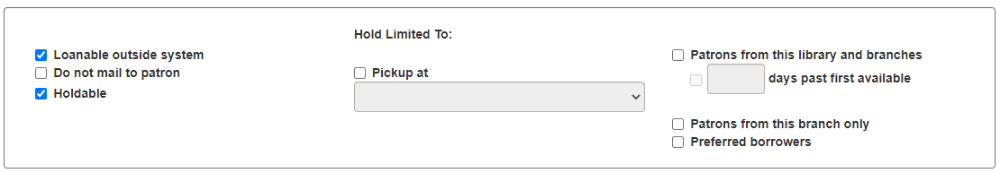 Loanable outside system
Do not mail to patron
Holdable
Hold Limited To:
Pickup at
Patrons from this library and branches
days past first available
Patrons from this branch only
Preferred borrowers